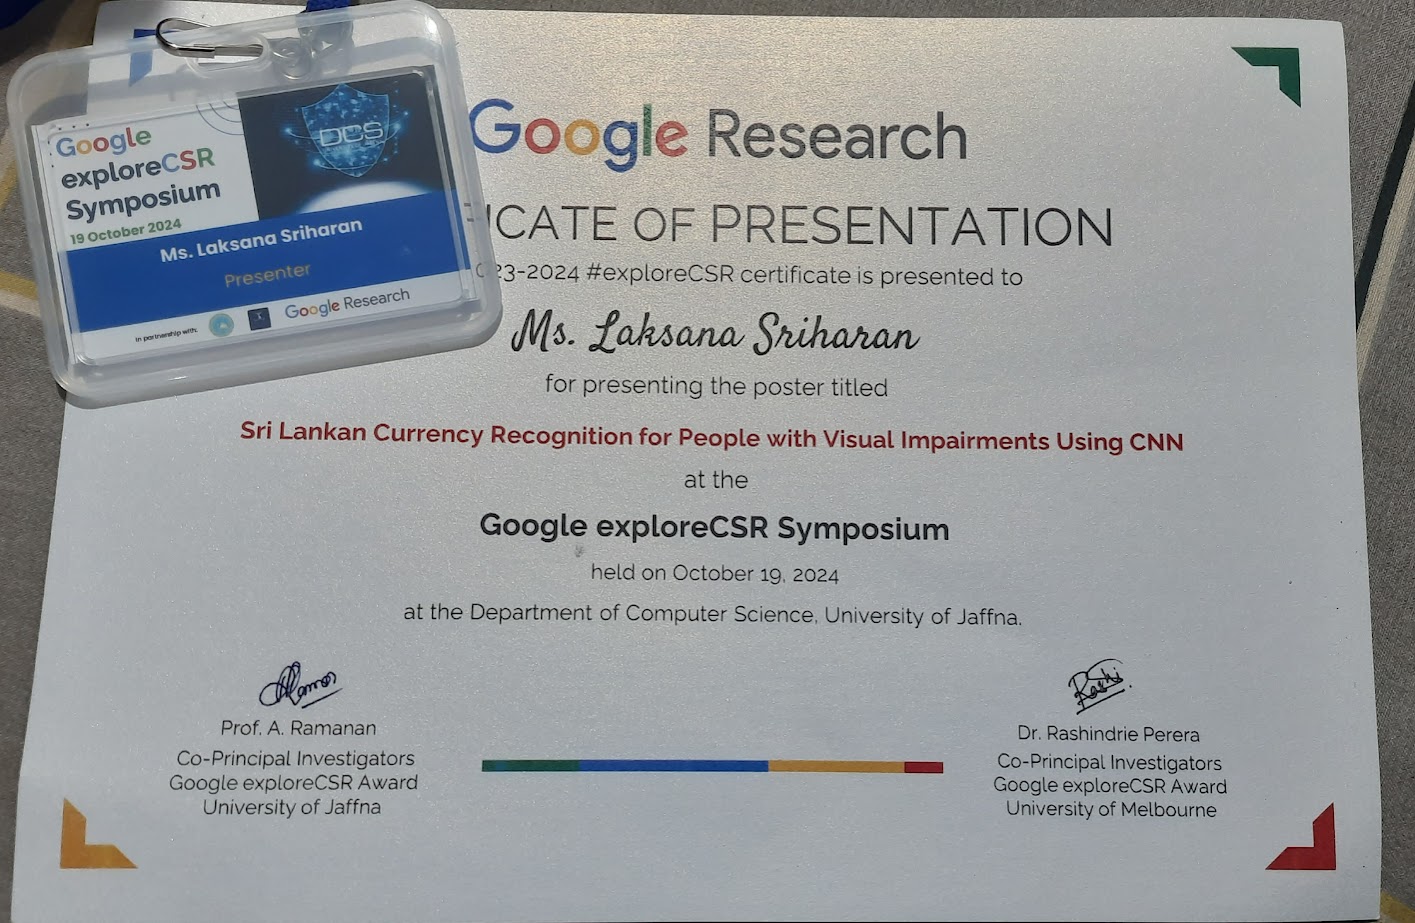 Google
exploreCSR
Symposium
19 October 2024
DCS
Ms. Laksana Sriharan
Presenter
In partnership with:
Google Research
Google Research
CATE OF PRESENTATION
23-2024 #exploreCSR certificate is presented to
Ms. Laksana Sriharan
for presenting the poster titled
Sri Lankan Currency Recognition for People with Visual Impairments Using CNN
at the
Google exploreCSR Symposium
held on October 19, 2024
at the Department of Computer Science, University of Jaffna.
Prof. A. Ramanan
Co-Principal Investigators
Google exploreCSR Award
University of Jaffna
Rashi
Dr. Rashindrie Perera
Co-Principal Investigators
Google exploreCSR Award
University of Melbourne